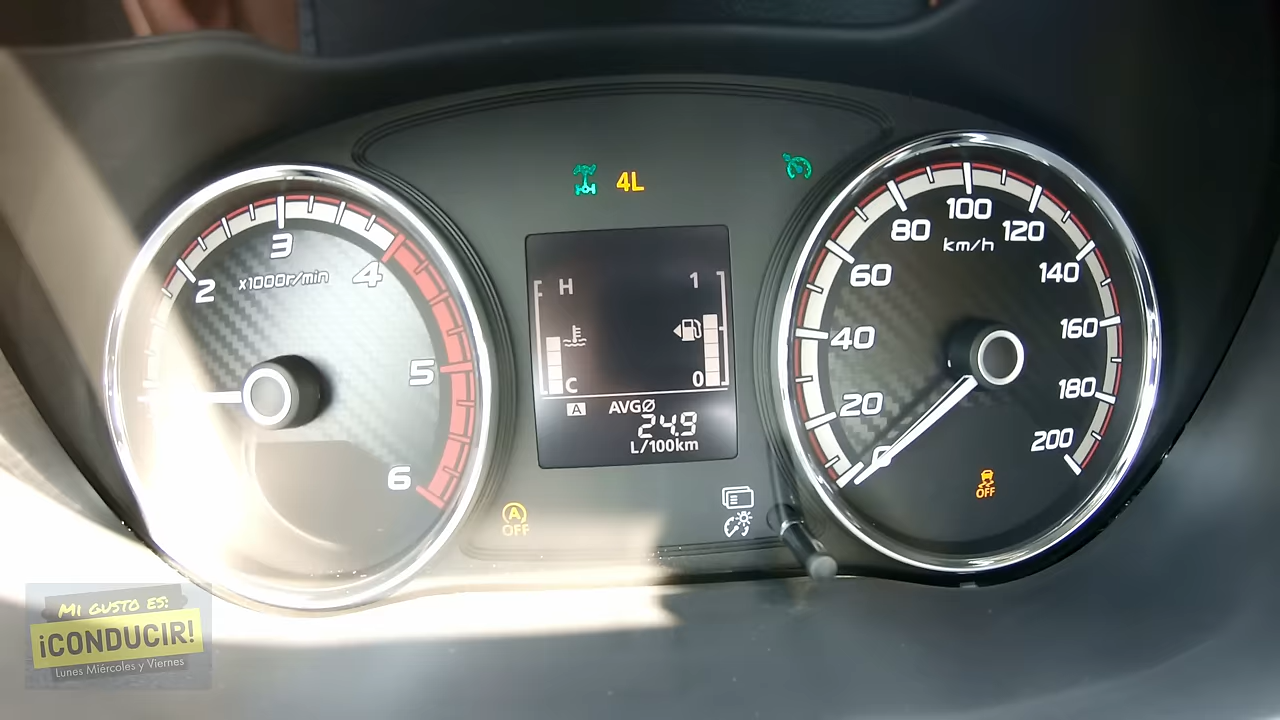 4L
2
3
4
x1000r/min
5
6
H
1
C
0
A
AVGØ
24.9
L/100km
A
OFF
0
20
40
60
80
100
120
140
160
180
200
km/h
OFF
MI GUSTO ES:
¡CONDUCIR!
Lunes Miércoles y Viernes